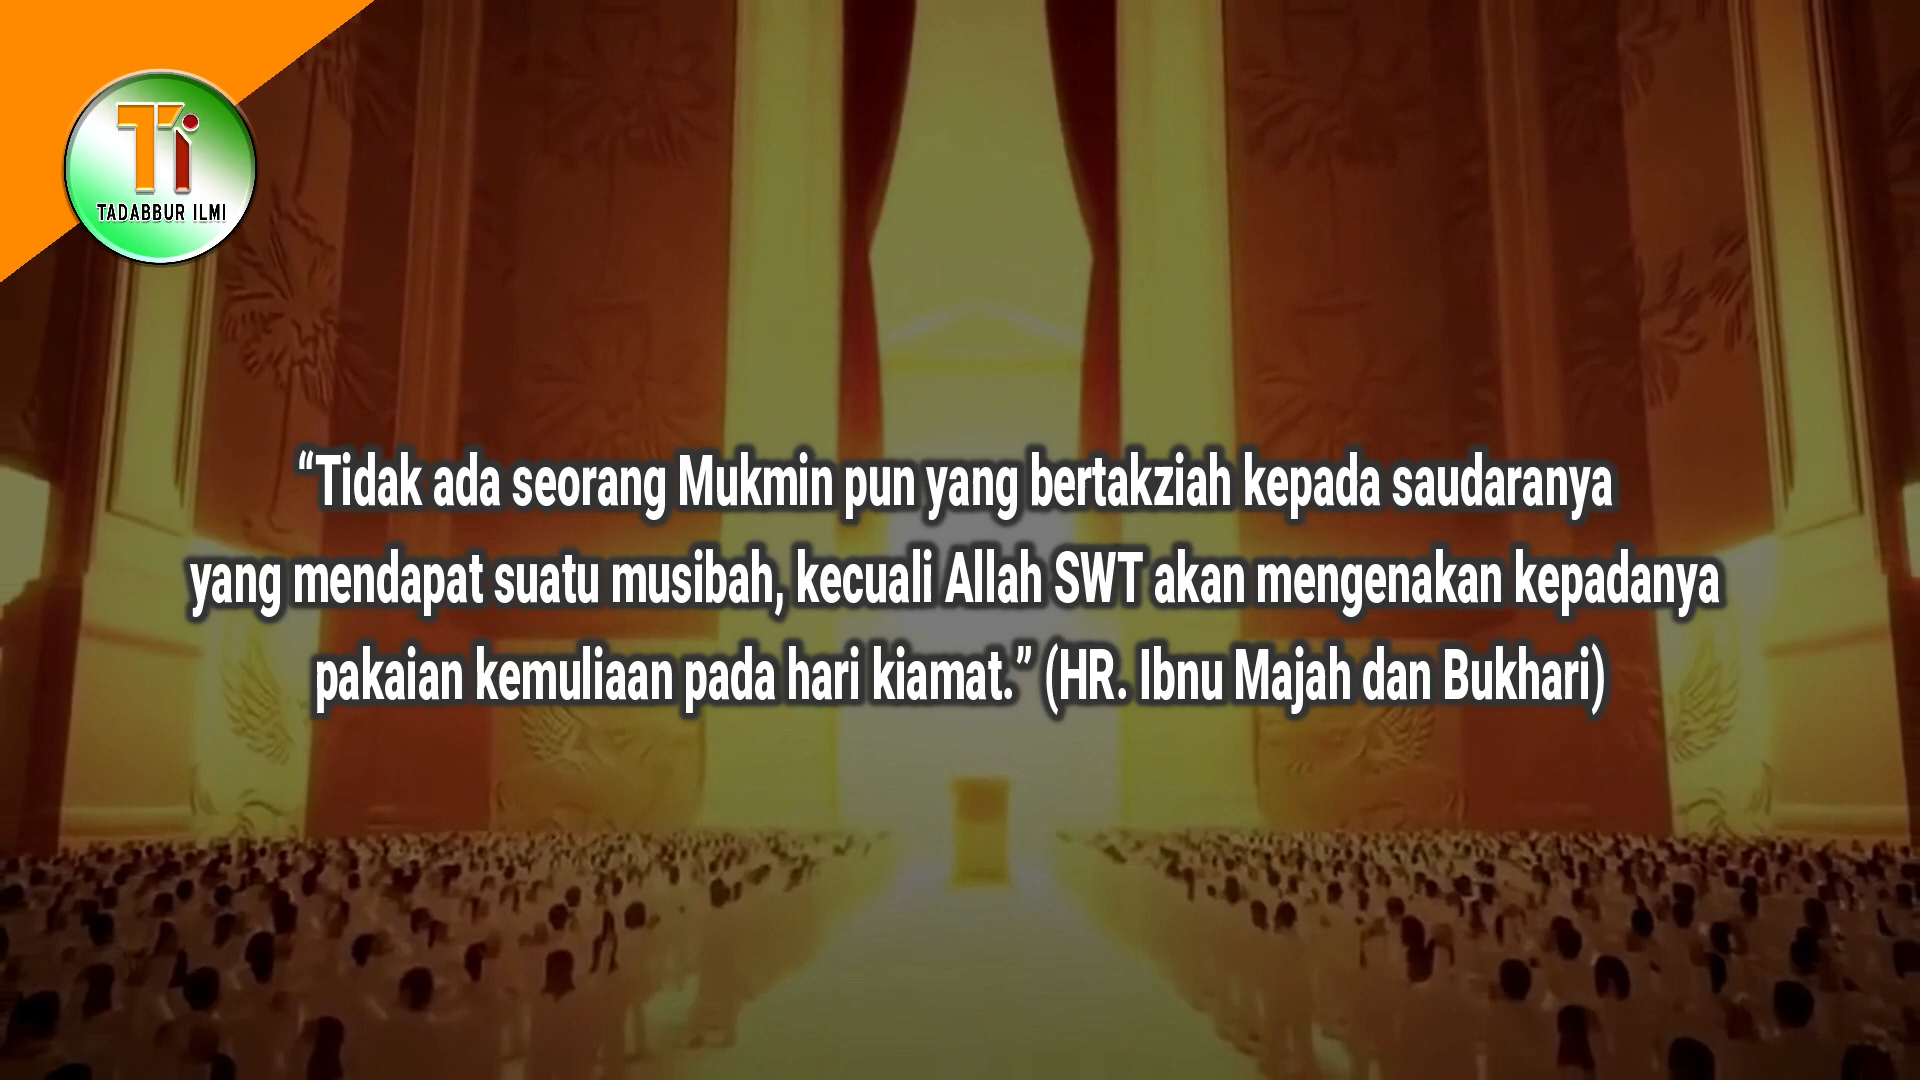 Ti
TADABBUR ILMI
“Tidak ada seorang Mukmin pun yang bertakziah kepada saudaranya
yang mendapat suatu musibah, kecuali Allah SWT akan mengenakan kepadanya
pakaian kemuliaan pada hari kiamat.” (HR. Ibnu Majah dan Bukhari)